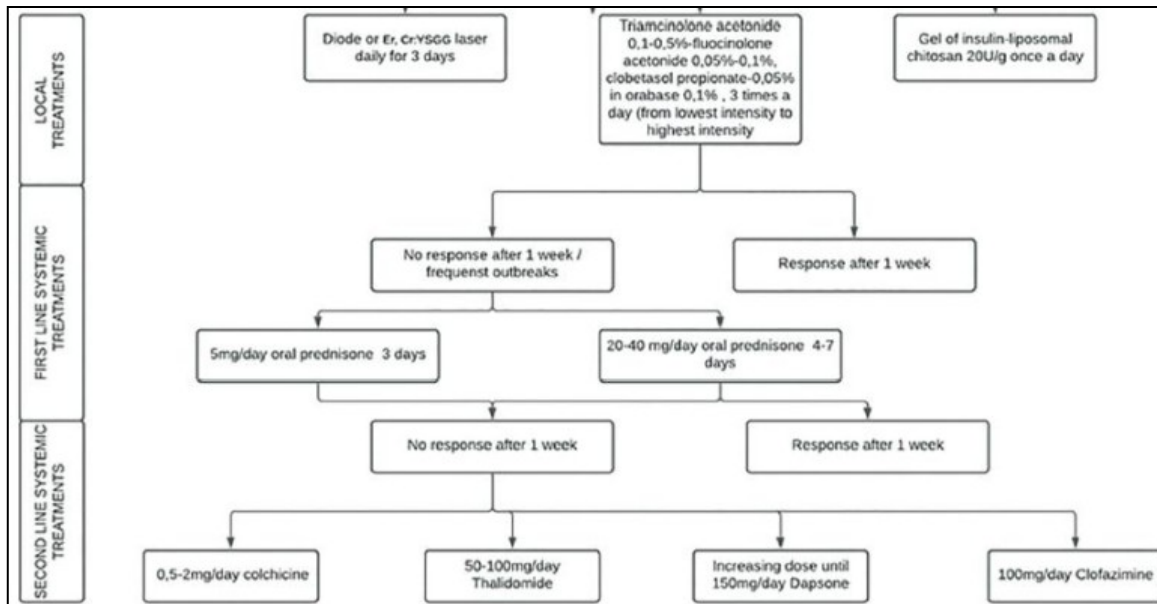 LOCAL
TREATMENTS
Diode or Er, Cr:YSGG laser
daily for 3 days
Triamcinolone acetonide
0,1-0,5%-fluocinolone
acetonide 0,05%-0,1%,
clobetasol propionate-0,05%
in orabase 0,1% , 3 times a
day (from lowest intensity to
highest intensity
Gel of insulin-liposomal
chitosan 20U/g once a day
FIRST LINE SYSTEMIC
TREATMENTS
No response after 1 week /
frequenst outbreaks
Response after 1 week
5mg/day oral prednisone 3 days
20-40 mg/day oral prednisone 4-7
days
SECOND LINE SYSTEMIC
TREATMENTS
No response after 1 week
Response after 1 week
0,5-2mg/day colchicine
50-100mg/day
Thalidomide
Increasing dose until
150mg/day Dapsone
100mg/day Clofazimine